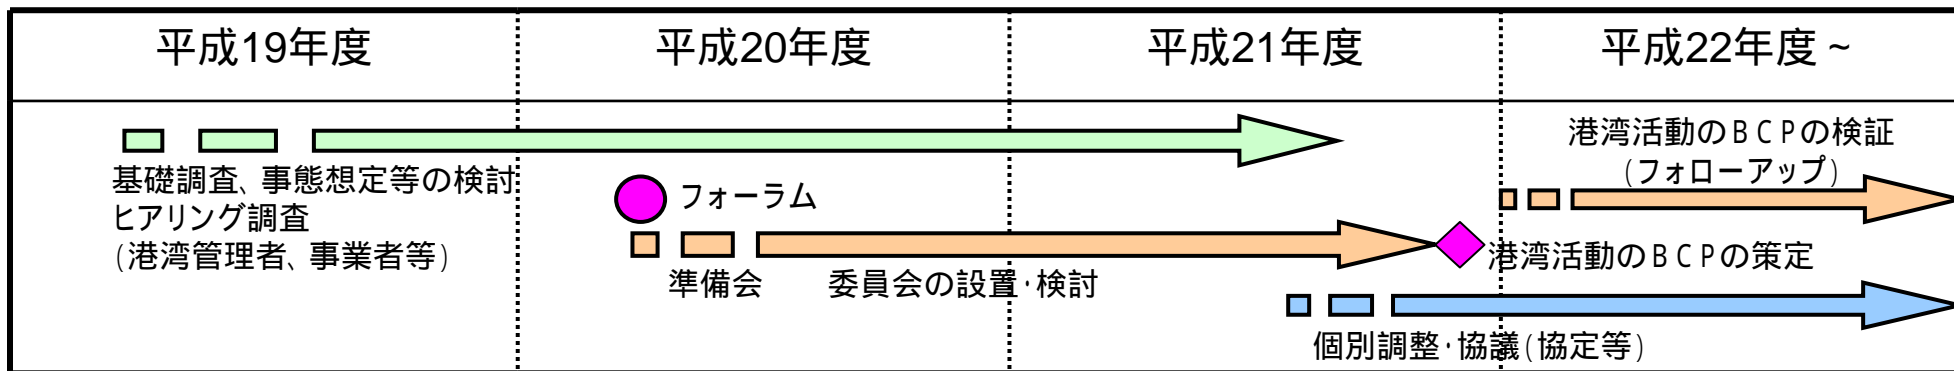 平成19年度
平成20年度
平成21年度
平成22年度～
基礎調査、事態想定等の検討
ヒアリング調査
(港湾管理者、事業者等)
フォーラム
準備会
委員会の設置・検討
港湾活動のＢＣＰの検証
(フォローアップ)
港湾活動のＢＣＰの策定
個別調整・協議(協定等)